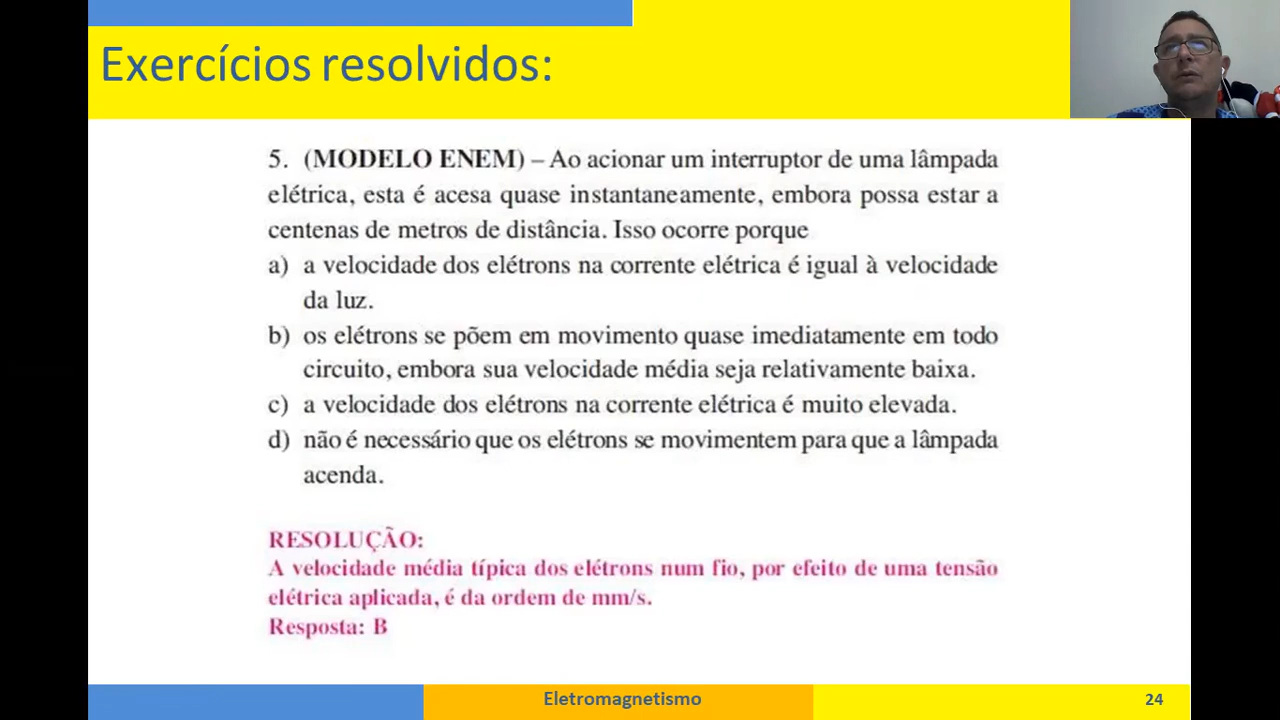 Exercícios resolvidos:
5. (MODELO ENEM) – Ao acionar um interruptor de uma lâmpada
elétrica, esta é acesa quase instantaneamente, embora possa estar a
centenas de metros de distância. Isso ocorre porque
a) a velocidade dos elétrons na corrente elétrica é igual à velocidade
da luz.
b) os elétrons se põem em movimento quase imediatamente em todo
circuito, embora sua velocidade média seja relativamente baixa.
c) a velocidade dos elétrons na corrente elétrica é muito elevada.
d) não é necessário que os elétrons se movimentem para que a lâmpada
acenda.
RESOLUÇÃO:
A velocidade média típica dos elétrons num fio, por efeito de uma tensão
elétrica aplicada, é da ordem de mm/s.
Resposta: B
Eletromagnetismo
24